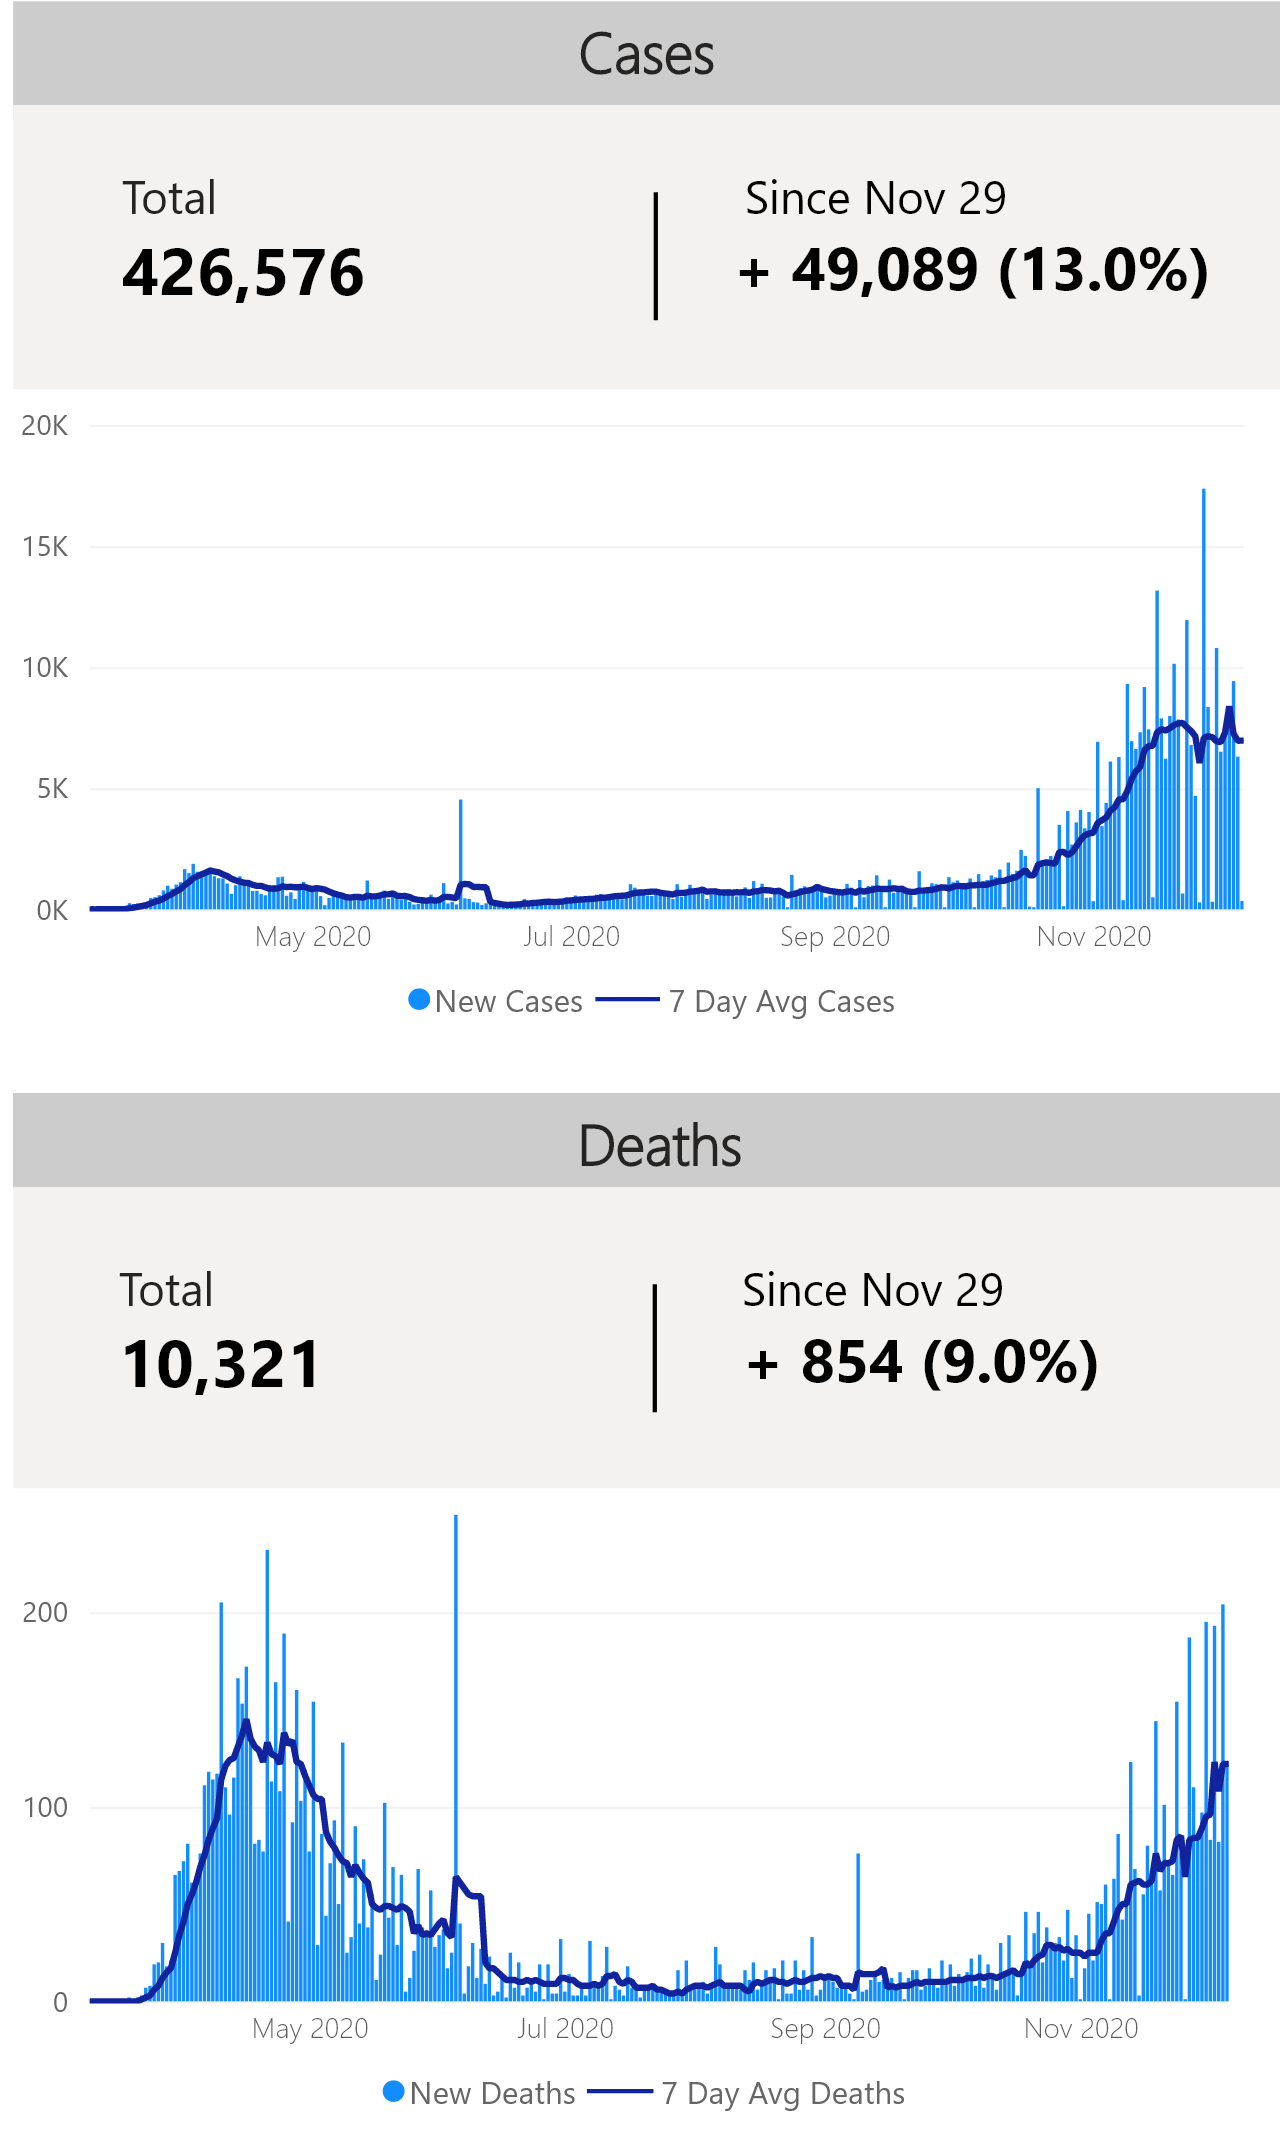 Cases
Total
Since Nov 29
426,576
+ 49,089 (13.0%)
20K
15K
10K
5K
0K
May 2020
Jul 2020
Sep 2020
Nov 2020
New Cases
7 Day Avg Cases
Deaths
Total
Since Nov 29
10,321
+ 854 (9.0%)
200
100
0
May 2020
Jul 2020
Sep 2020
Nov 2020
New Deaths
7 Day Avg Deaths